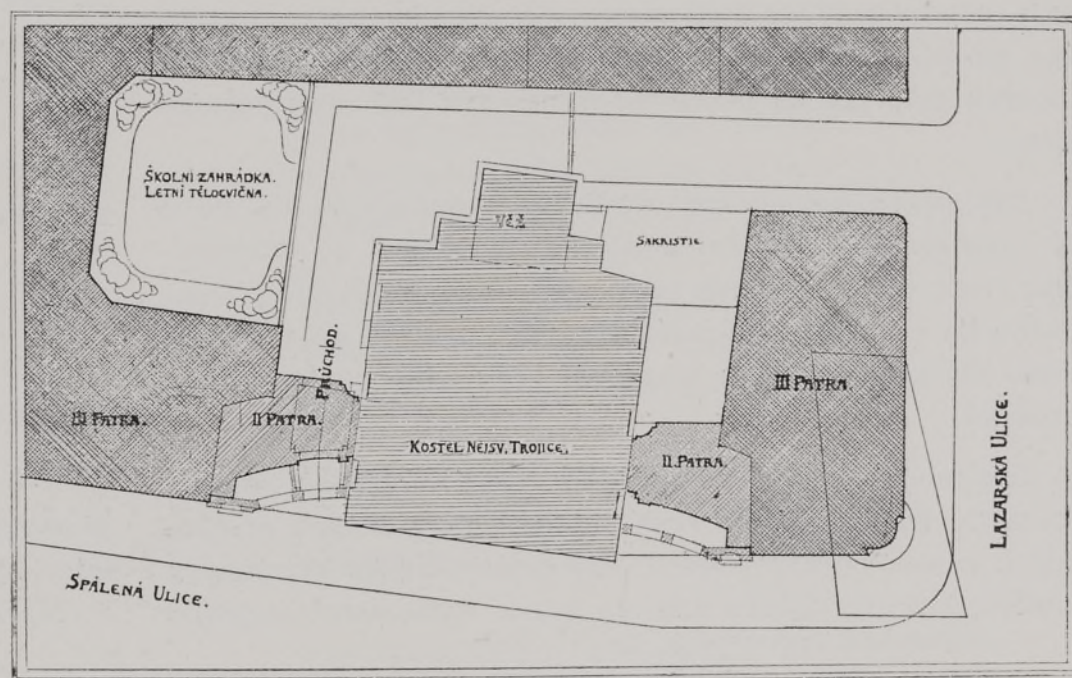 ŠKOLNÍ ZAHRÁDKA.
LETNÍ TĚLOCVIČNA.
VĚŽ
SAKRISTIE
PRŮCHOD.
III PATRA.
II PATRA.
KOSTEL NEJSV. TROJICE.
II. PATRA.
III PATRA.
LAZARSKÁ ULICE.
SPÁLENÁ ULICE.